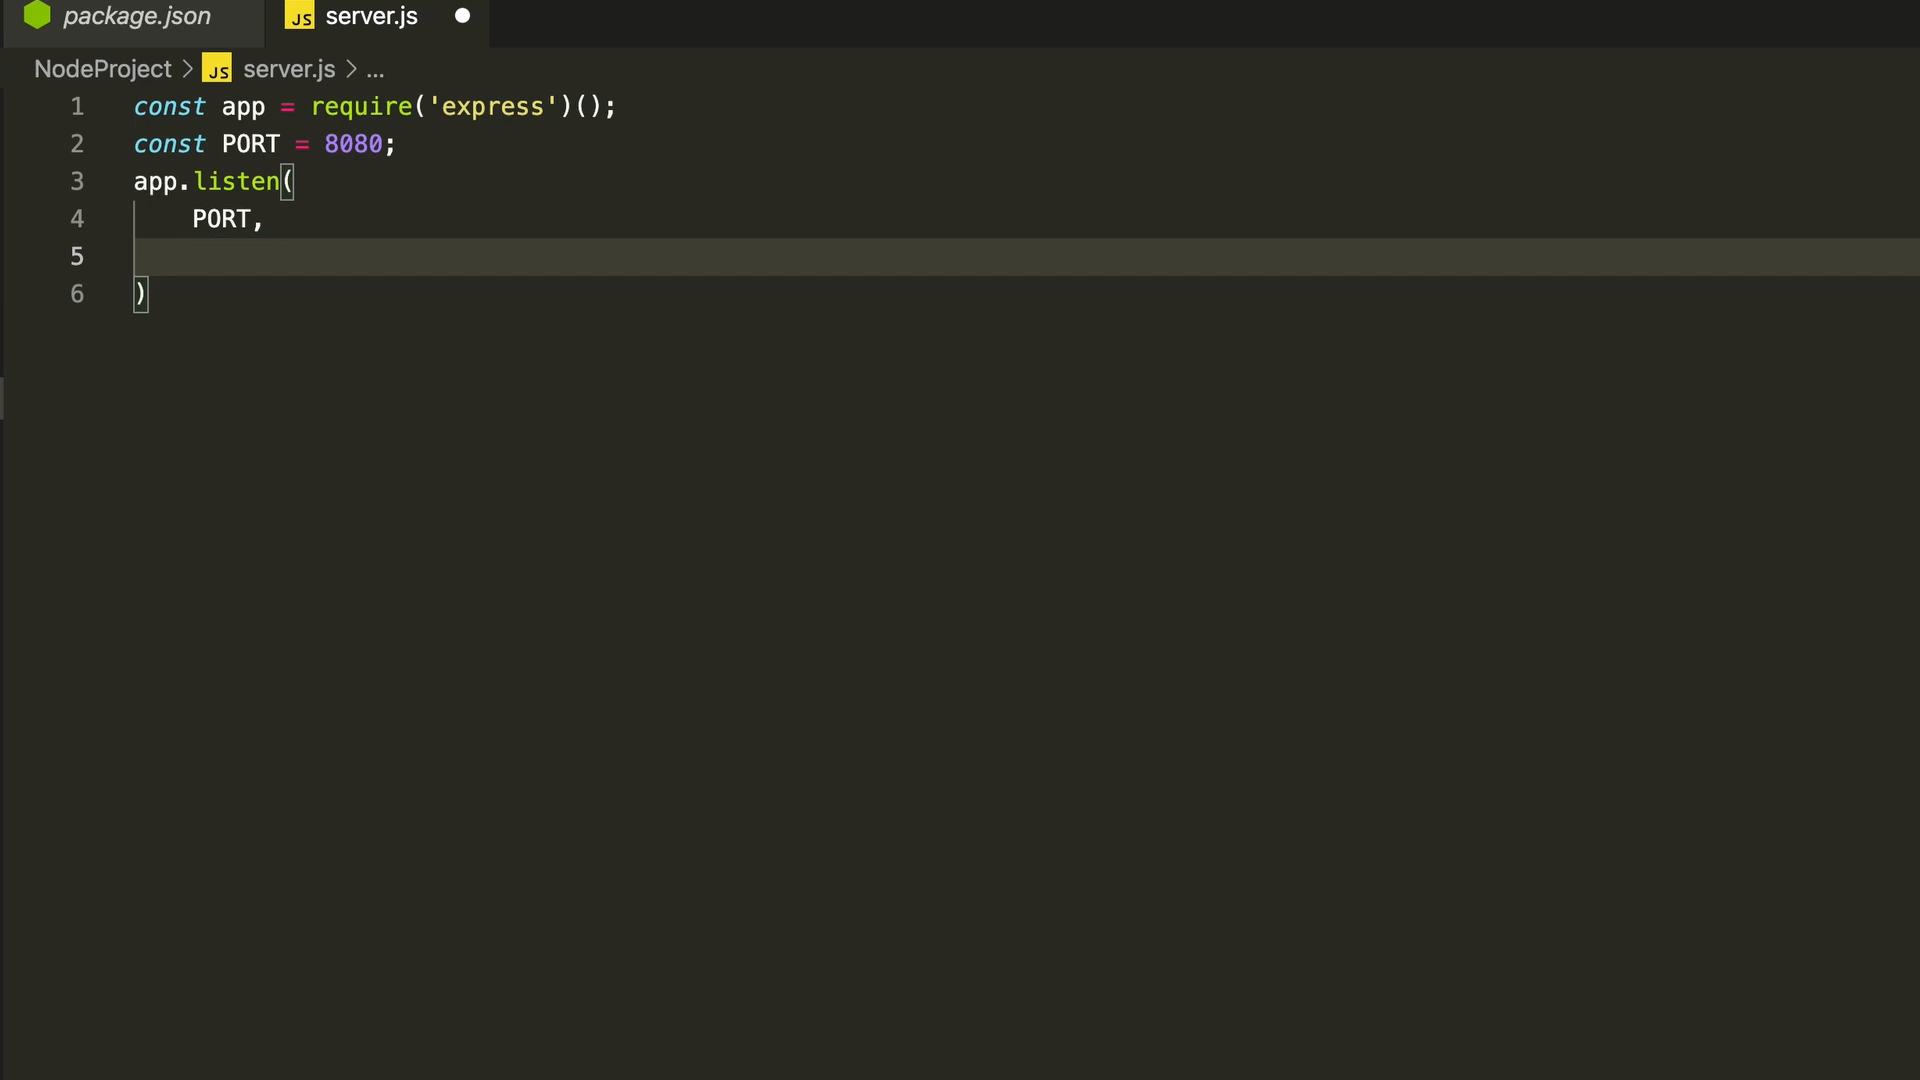 package.json JS server.js
NodeProject > JS server.js > ...
1 const app = require('express')();
2 const PORT = 8080;
3 app.listen(
4 PORT,
5
6 )